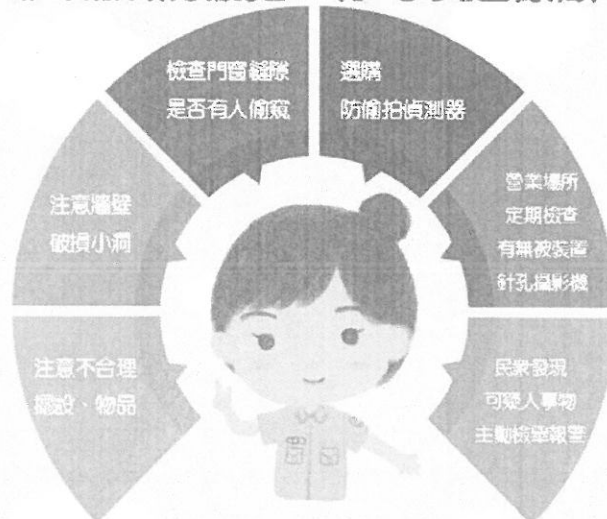 檢查門窗縫隙
是否有人偷窺
選購
防偷拍偵測器
注意牆壁
破損小洞
營業場所
定期檢查
有無被裝置
針孔攝影機
注意不合理
擺設、物品
民眾發現
可疑人事物
主動檢舉報警